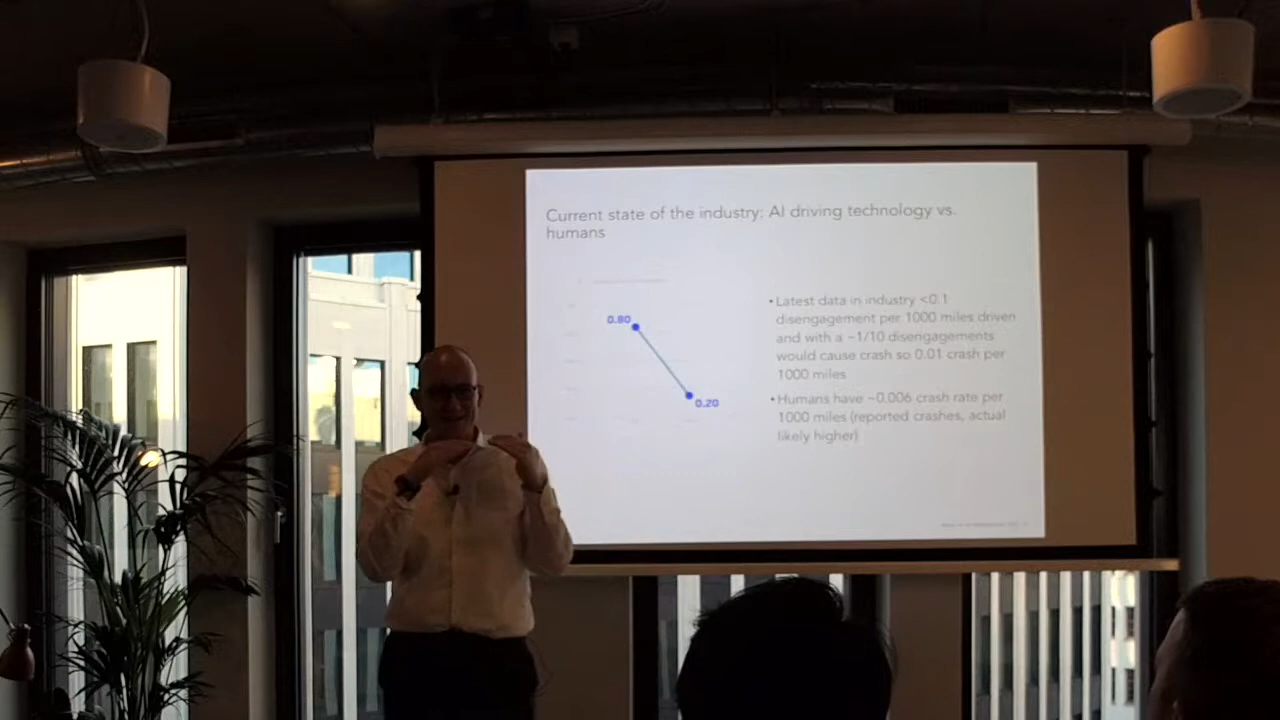 Current state of the industry: AI driving technology vs.
humans
0.80
0.20
• Latest data in industry <0.1
disengagement per 1000 miles driven
and with a ~1/10 disengagements
would cause crash so 0.01 crash per
1000 miles
• Humans have ~0.006 crash rate per
1000 miles (reported crashes, actual
likely higher)